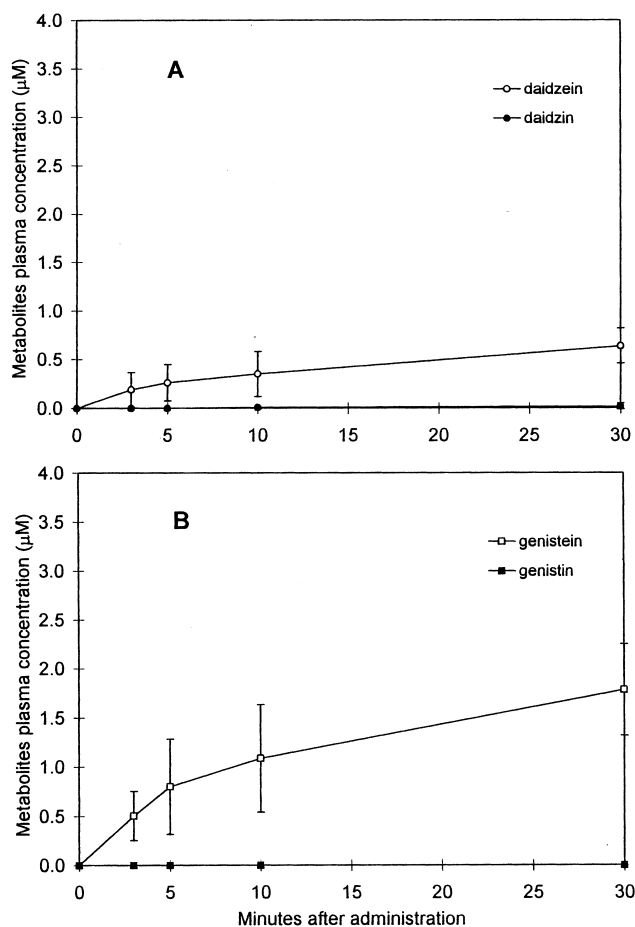 4.0
3.5
3.0
2.5
2.0
1.5
1.0
0.5
0.0
Metabolites plasma concentration (μM)
A
daidzein
daidzin
0 5 10 15 20 25 30
4.0
3.5
3.0
2.5
2.0
1.5
1.0
0.5
0.0
Metabolites plasma concentration (μM)
B
genistein
genistin
0 5 10 15 20 25 30
Minutes after administration